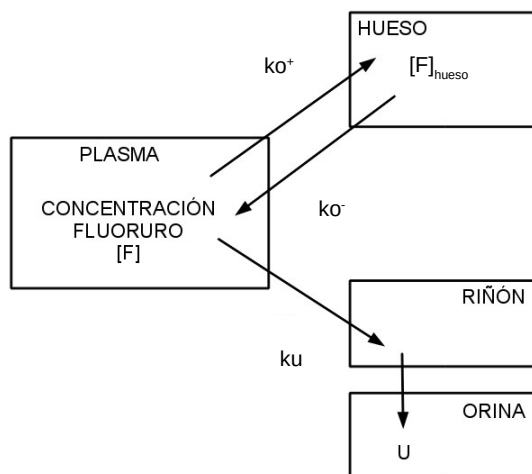 HUESO
ko⁺
[F]hueso
PLASMA
CONCENTRACIÓN
FLUORURO
[F]
ko⁻
RIÑÓN
ku
ORINA
U